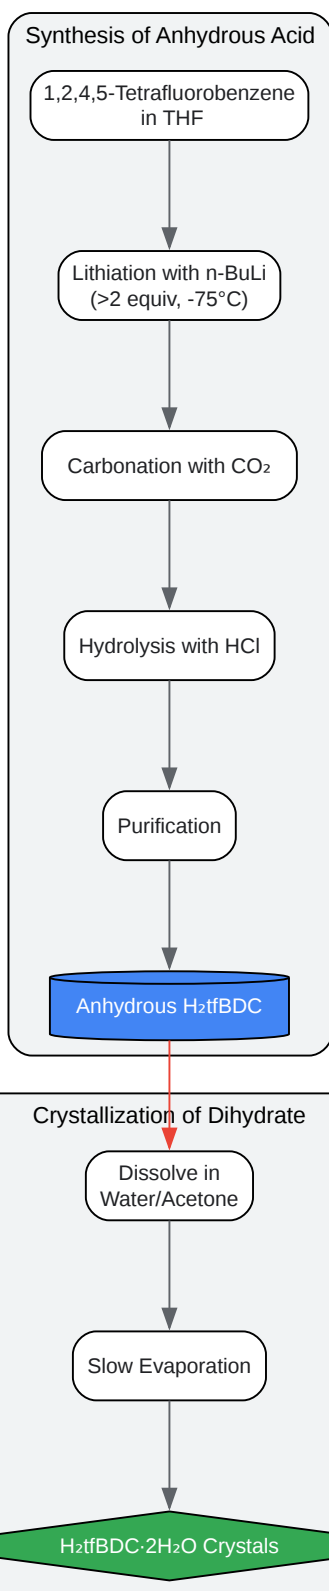 Synthesis of Anhydrous Acid
1,2,4,5-Tetrafluorobenzene
in THF
Lithiation with n-BuLi
(>2 equiv, -75°C)
Carbonation with CO₂
Hydrolysis with HCl
Purification
Anhydrous H₂tfBDC
Crystallization of Dihydrate
Dissolve in
Water/Acetone
Slow Evaporation
H₂tfBDC·2H₂O Crystals